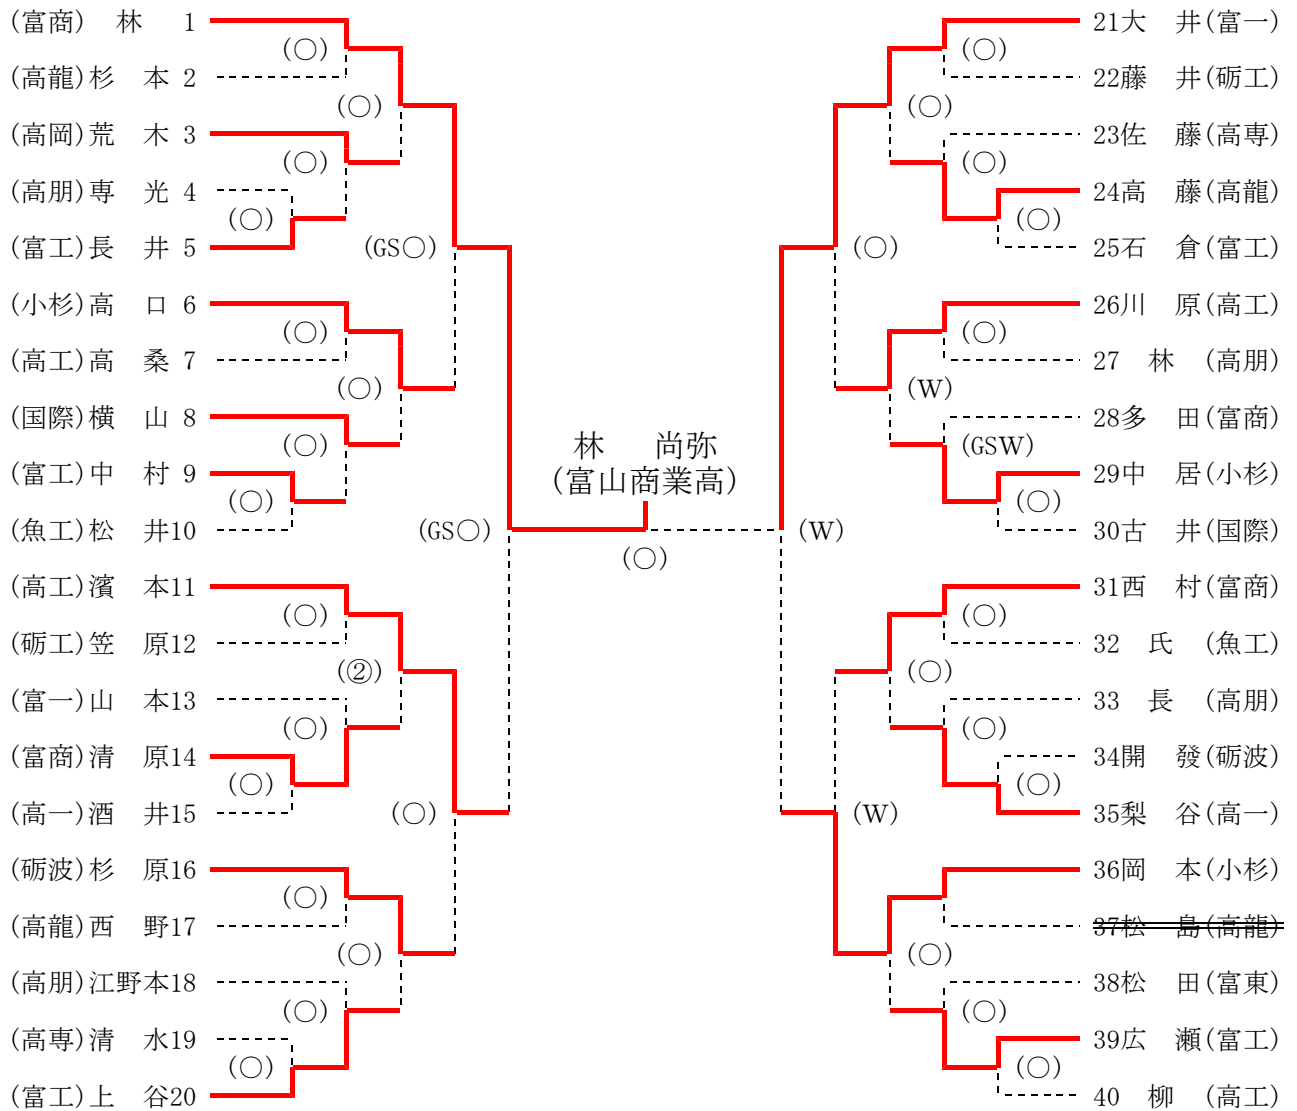 (富商) 林 1
(○)
(高龍)杉 本 2
(○)
(高岡)荒 木 3
(○)
(高朋)専 光 4
(○)
(富工)長 井 5
(GS○)
(小杉)高 口 6
(○)
(高工)高 桑 7
(○)
(国際)横 山 8
(○)
(富工)中 村 9
(○)
(魚工)松 井10
(GS○)
(高工)濱 本11
(○)
(砺工)笠 原12
(②)
(富一)山 本13
(○)
(富商)清 原14
(○)
(高一)酒 井15
(○)
(砺波)杉 原16
(○)
(高龍)西 野17
(○)
(高朋)江野本18
(○)
(高専)清 水19
(○)
(富工)上 谷20
林 尚弥
(富山商業高)
(○)
21大 井(富一)
(○)
22藤 井(砺工)
(○)
23佐 藤(高専)
(○)
24高 藤(高龍)
(○)
25石 倉(富工)
(○)
26川 原(高工)
(○)
27 林 (高朋)
(W)
28多 田(富商)
(GSW)
29中 居(小杉)
(○)
30古 井(国際)
(W)
31西 村(富商)
(○)
32 氏 (魚工)
(○)
33 長 (高朋)
(○)
34開 發(砺波)
(○)
35梨 谷(高一)
(W)
36岡 本(小杉)
37松 島(高龍)
(○)
38松 田(富東)
(○)
39広 瀬(富工)
(○)
40 柳 (高工)